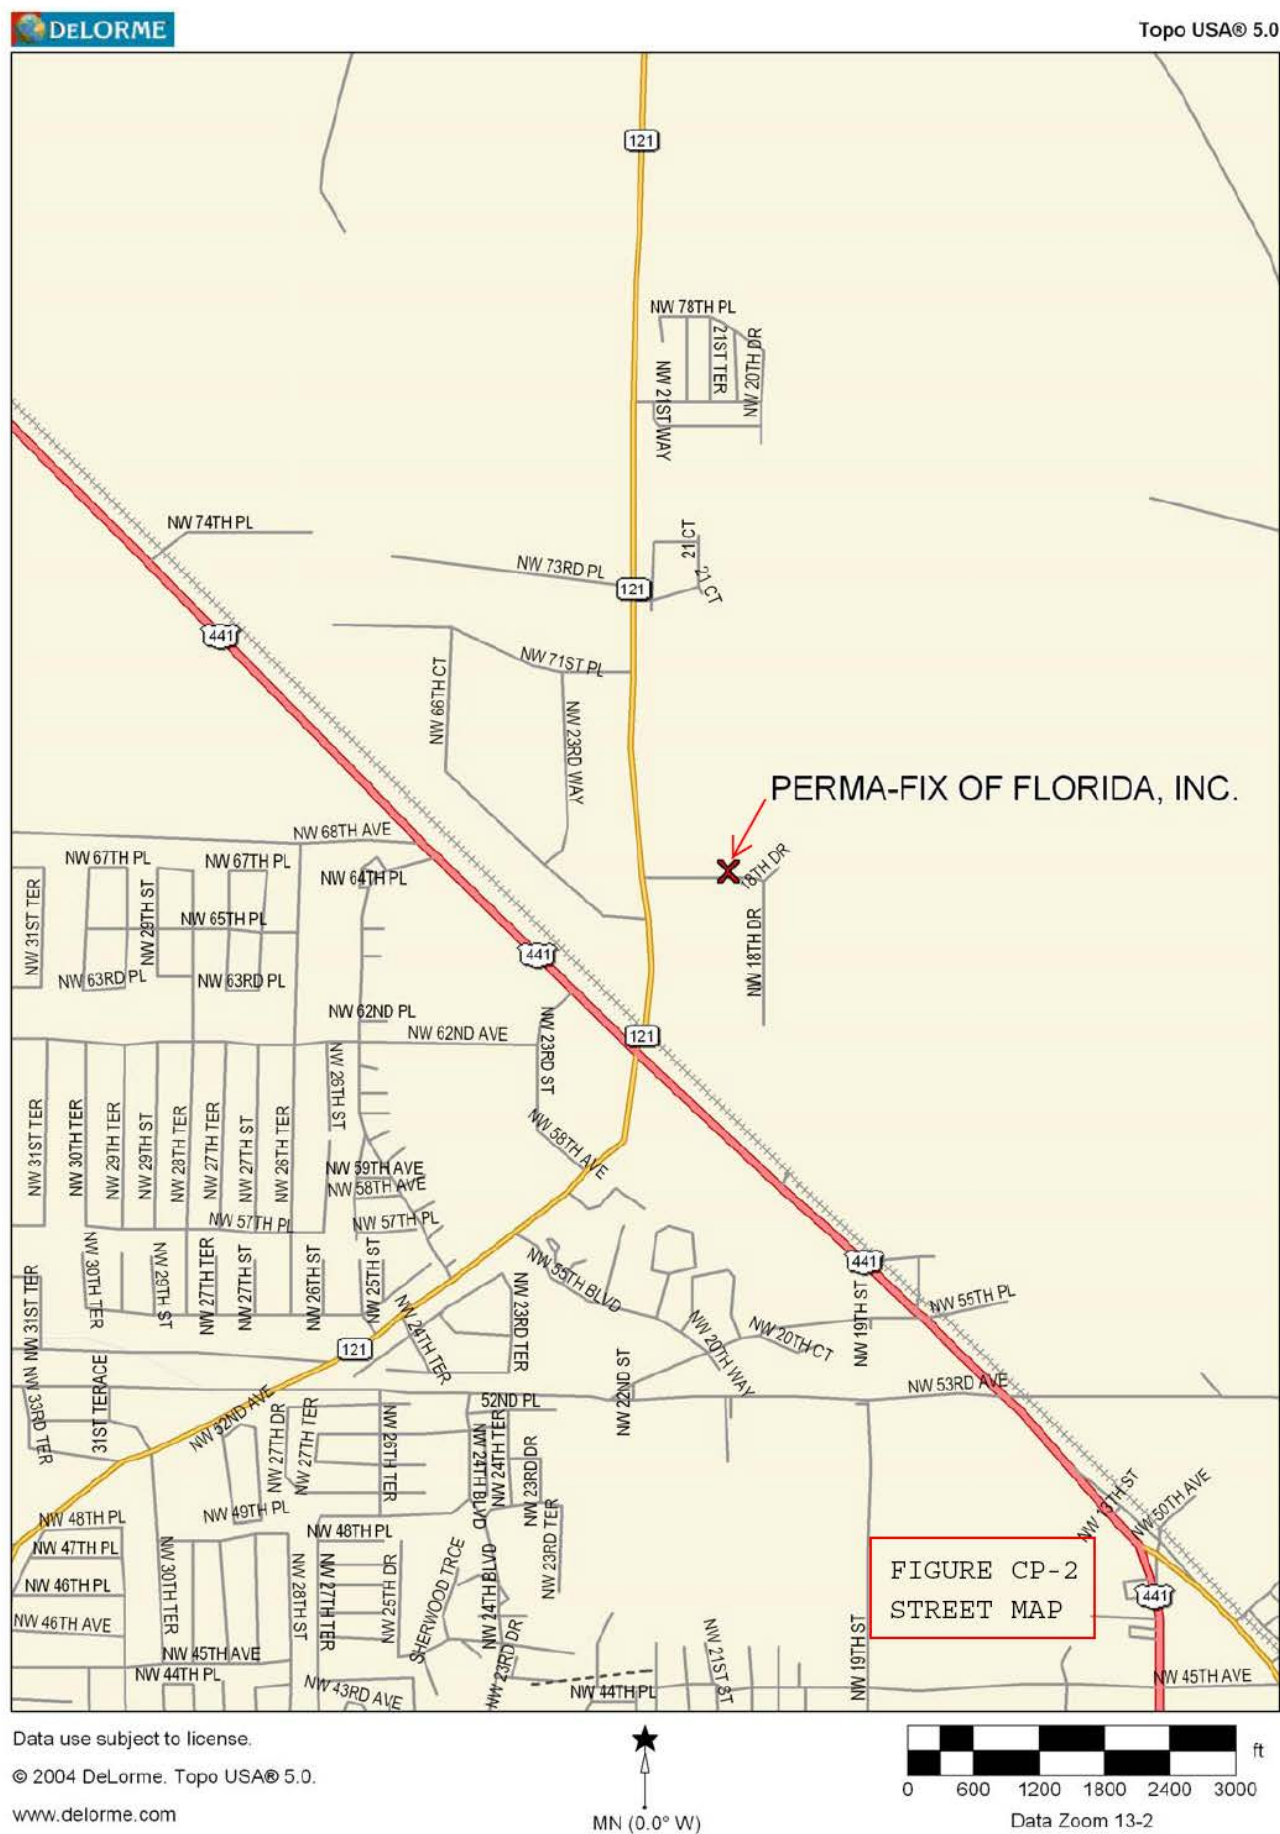 DELORME
Topo USA® 5.0
121
NW 78TH PL
21ST TER
NW 20TH DR
NW 21ST WAY
NW 74TH PL
21 CT
NW 73RD PL
121
21 CT
441
NW 71ST PL
NW 66TH CT
NW 23RD WAY
PERMA-FIX OF FLORIDA, INC.
NW 68TH AVE
NW 67TH PL
NW 67TH PL
NW 64TH PL
18TH DR
NW 31ST TER
NW 29TH ST
NW 65TH PL
NW 18TH DR
441
NW 63RD PL
NW 63RD PL
NW 62ND PL
NW 62ND AVE
NW 23RD ST
121
NW 26TH ST
NW 31ST TER
NW 30TH TER
NW 29TH TER
NW 29TH ST
NW 28TH TER
NW 27TH TER
NW 27TH ST
NW 26TH TER
NW 58TH AVE
NW 59TH AVE
NW 58TH AVE
NW 57TH PL
NW 57TH PL
NW 30TH TER
NW 29TH ST
NW 27TH TER
NW 27TH ST
NW 26TH ST
NW 25TH ST
NW 55TH BLVD
441
NW 31ST TER
NW 24TH TER
NW 23RD TER
NW 19TH ST
NW 55TH PL
NW 20TH WAY
NW 20TH CT
121
NW 22ND ST
NW 53RD AVE
NW 33RD TER
31ST TERACE
NW 32ND AVE
NW 27TH DR
NW 27TH TER
NW 26TH TER
52ND PL
NW 24TH BLVD
NW 24TH TER
NW 23RD DR
NW 13TH ST
NW 50TH AVE
NW 49TH PL
NW 48TH PL
NW 48TH PL
NW 47TH PL
NW 46TH PL
NW 46TH AVE
NW 30TH TER
NW 28TH ST
NW 27TH TER
NW 25TH DR
SHERWOOD TRCE
NW 24TH BLVD
NW 23RD TER
FIGURE CP-2
STREET MAP
441
NW 45TH AVE
NW 44TH PL
NW 43RD AVE
NW 23RD DR
NW 44TH PL
NW 21ST ST
NW 19TH ST
NW 45TH AVE
Data use subject to license.
© 2004 DeLorme. Topo USA® 5.0.
www.delorme.com
MN (0.0° W)
ft
0 600 1200 1800 2400 3000
Data Zoom 13-2